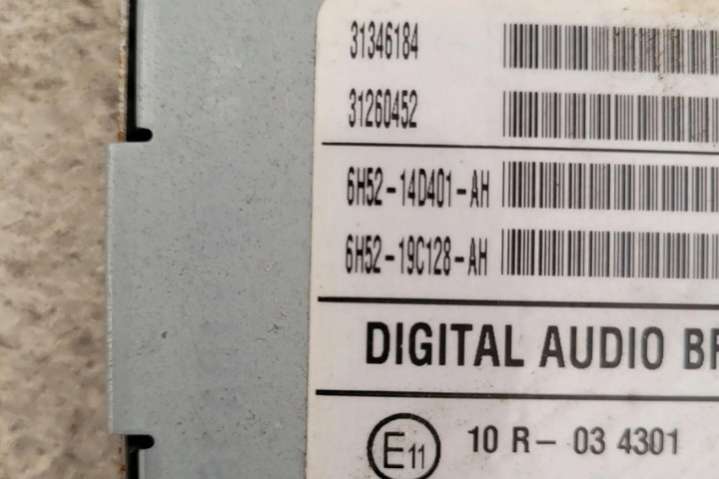 31346184
31260452
6H52-14D401-AH
6H52-19C128-AH
DIGITAL AUDIO
E11 10 R- 03 4301